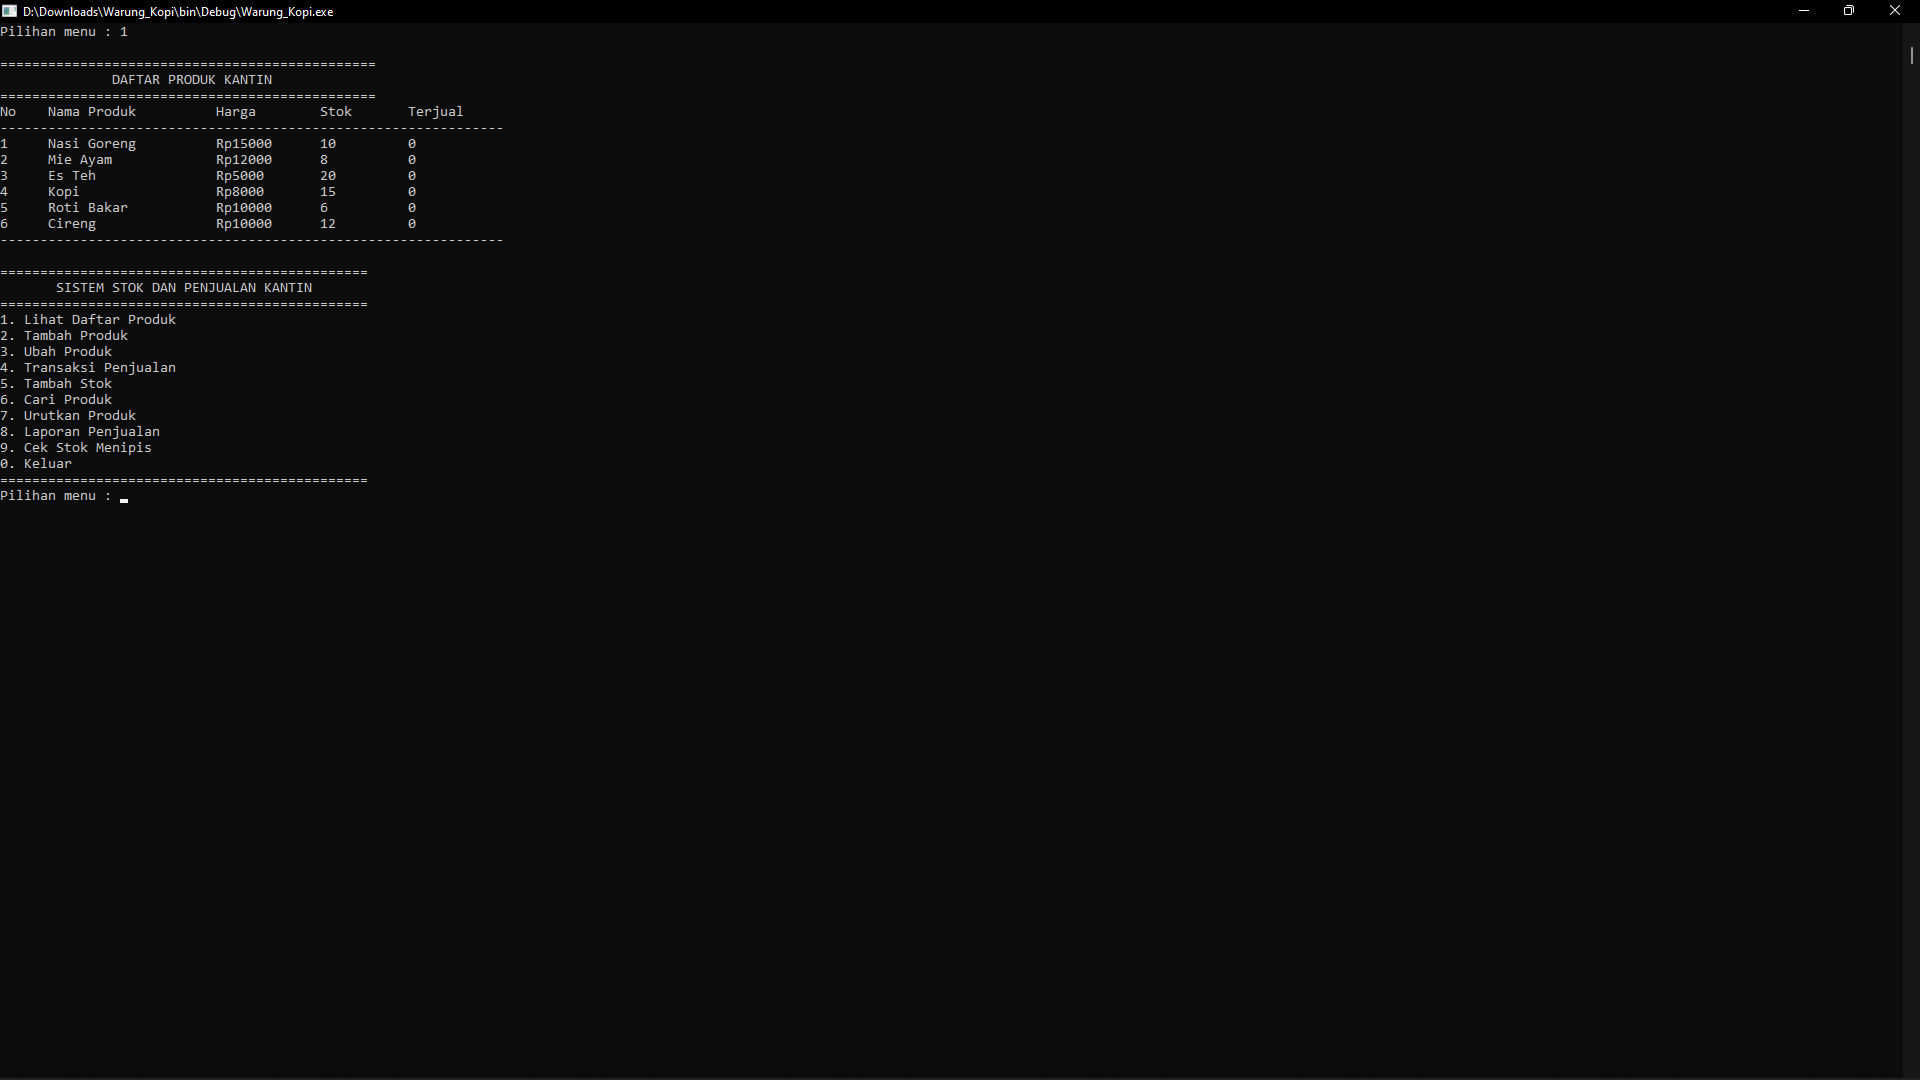 D:\Downloads\Warung_Kopi\bin\Debug\Warung_Kopi.exe
Pilihan menu : 1
===============================================
DAFTAR PRODUK KANTIN
===============================================
No Nama Produk Harga Stok Terjual
---------------------------------------------------------------
1 Nasi Goreng Rp15000 10 0
2 Mie Ayam Rp12000 8 0
3 Es Teh Rp5000 20 0
4 Kopi Rp8000 15 0
5 Roti Bakar Rp10000 6 0
6 Cireng Rp10000 12 0
---------------------------------------------------------------
==============================================
SISTEM STOK DAN PENJUALAN KANTIN
==============================================
1. Lihat Daftar Produk
2. Tambah Produk
3. Ubah Produk
4. Transaksi Penjualan
5. Tambah Stok
6. Cari Produk
7. Urutkan Produk
8. Laporan Penjualan
9. Cek Stok Menipis
0. Keluar
==============================================
Pilihan menu :